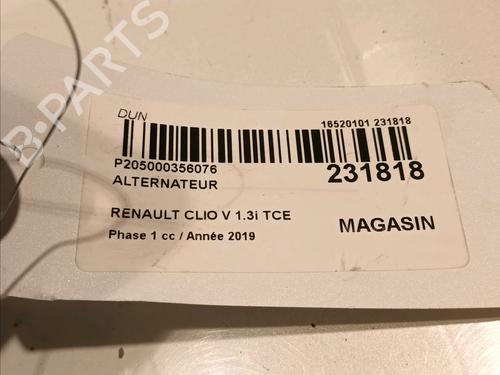 DUN
16520101 231818
P205000356076
231818
ALTERNATEUR
RENAULT CLIO V 1.3i TCE
MAGASIN
Phase 1 cc / Année 2019
B-PARTS